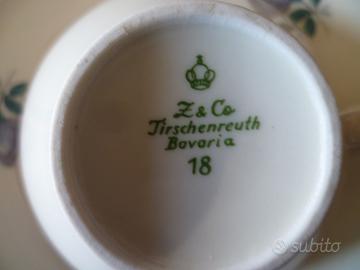 Z & Co
Tirschenreuth
Bavaria
18
subito